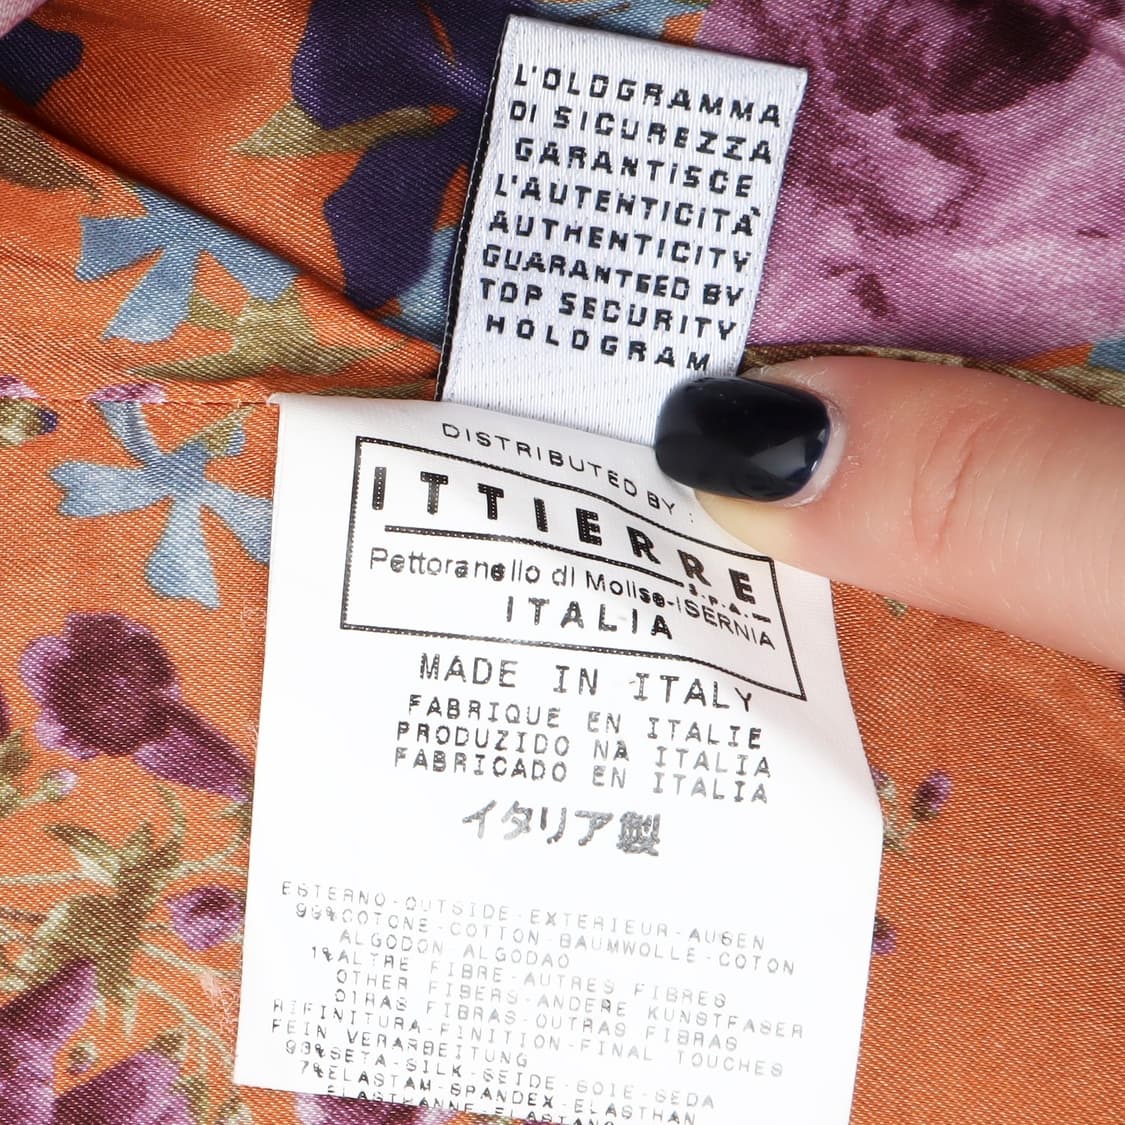 L'OLOGRAMMA
DI SICUREZZA
GARANTISCE
L'AUTENTICITÀ
AUTHENTICITY
GUARANTEED BY
TOP SECURITY
HOLOGRAM
DISTRIBUTED BY :
ITTIERRE
S.P.A.
Pettoranello di Molise-ISERNIA
ITALIA
MADE IN ITALY
FABRIQUE EN ITALIE
PRODUZIDO NA ITALIA
FABRICADO EN ITALIA
イタリア製
ESTERNO-OUTSIDE-EXTERIEUR-AUSEN
99%COTONE-COTTON-BAUMWOLLE-COTON
ALGODON-ALGODAO
1%ALTRE FIBRE-AUTRES FIBRES
OTHER FIBERS-ANDERE KUNSTFASER
OTRAS FIBRAS-OUTRAS FIBRAS
RIFINITURA-FINITION-FINAL TOUCHES
FEIN VERARBEITUNG
93%SETA-SILK-SEIDE-SOIE-SEDA
7%ELASTAM-SPANDEX-ELASTHAN
ELASTHANNE-ELASTANO